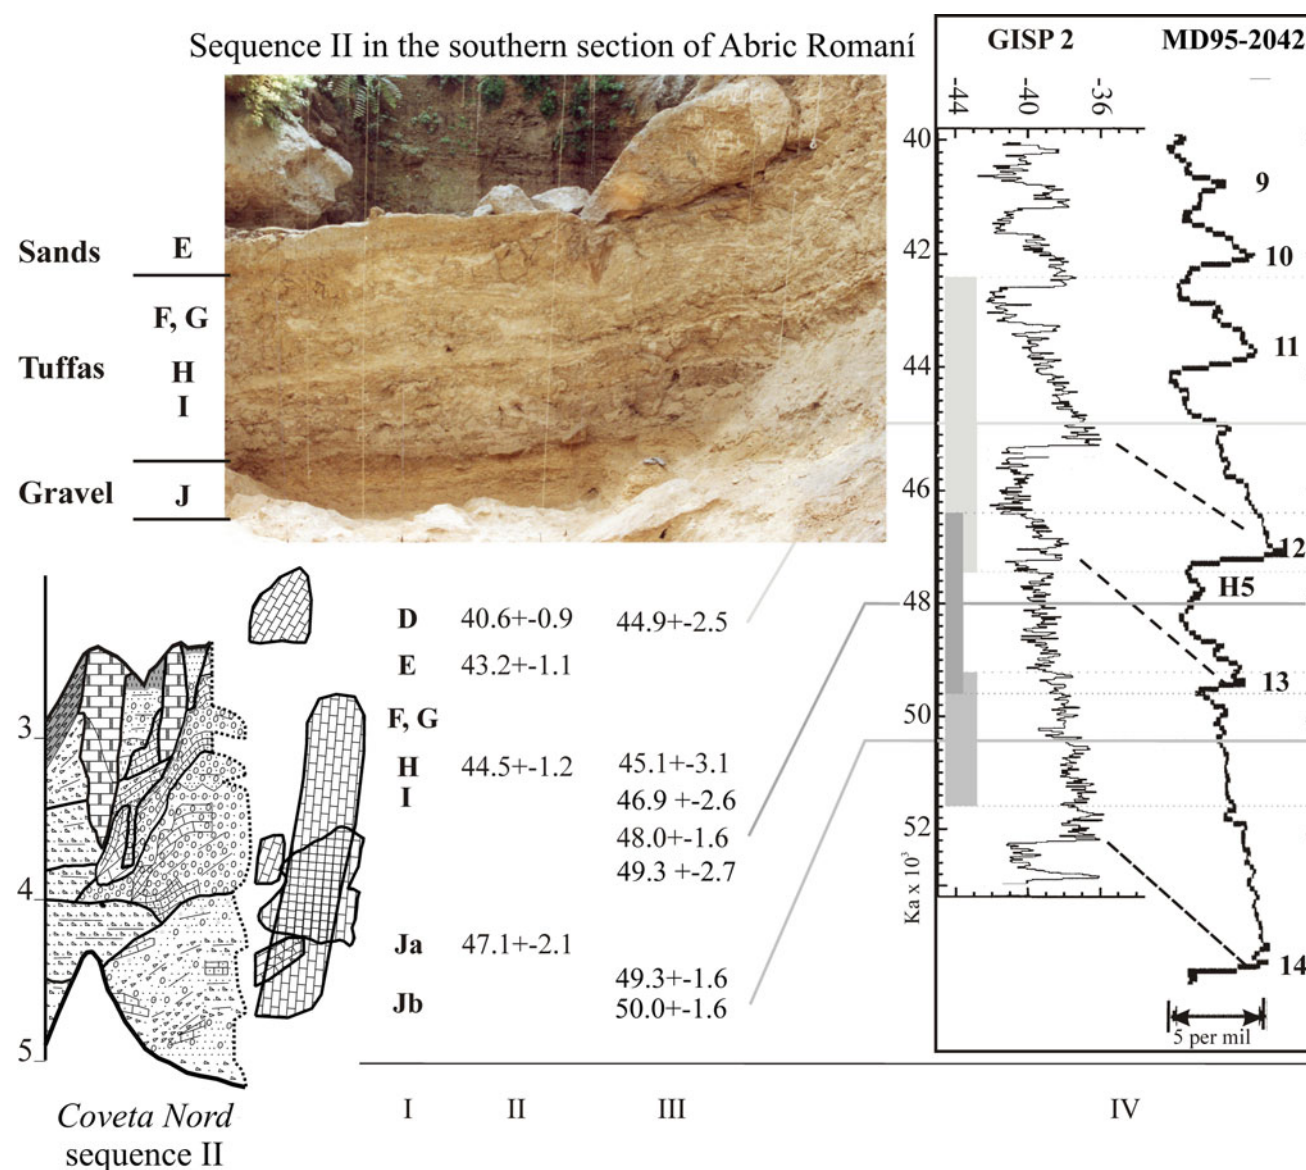 Sequence II in the southern section of Abric Romaní
Sands E
F, G
Tuffas H
I
Gravel J
GISP 2 MD95-2042
-44 -40 -36
40
42
44
46
48
50
52
Ka x 10³
9
10
11
12
H5
13
14
5 per mil
3
4
5
D 40.6+-0.9 44.9+-2.5
E 43.2+-1.1
F, G
H 44.5+-1.2 45.1+-3.1
I 46.9 +-2.6
48.0+-1.6
49.3 +-2.7
Ja 47.1+-2.1
49.3+-1.6
Jb 50.0+-1.6
I II III IV
Coveta Nord
sequence II